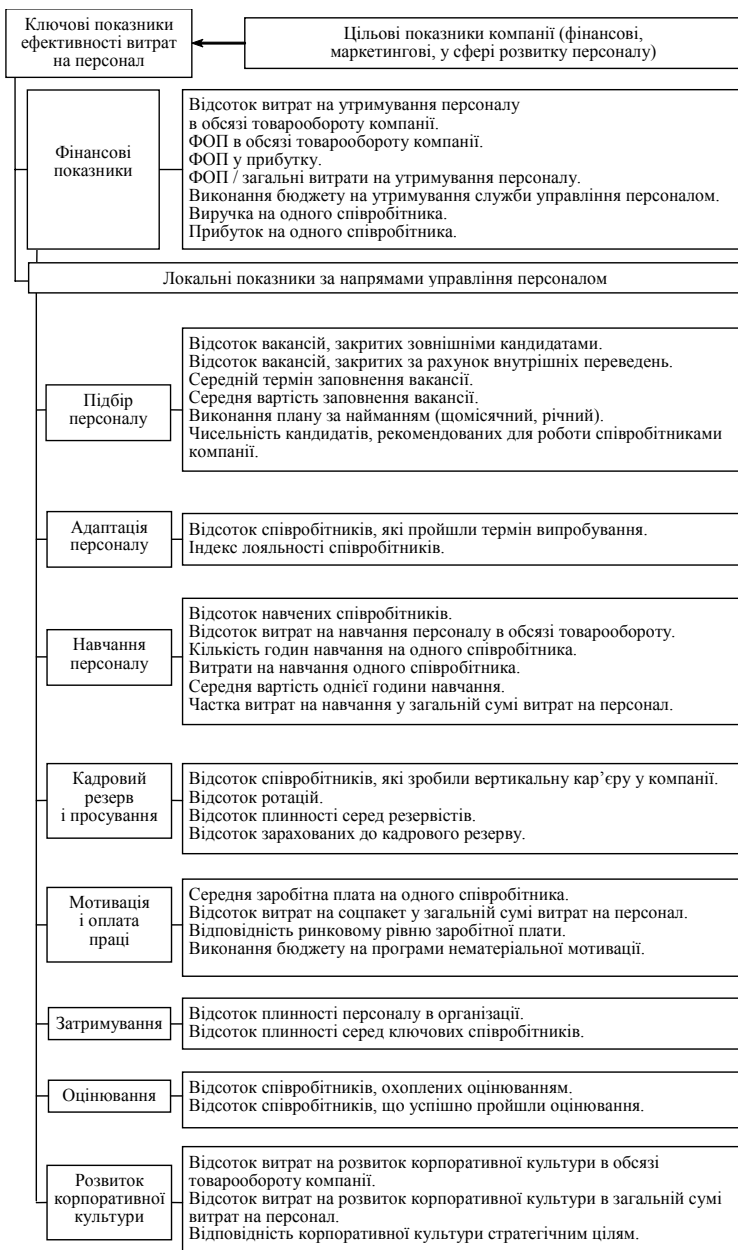 Ключові показники
ефективності витрат
на персонал
Цільові показники компанії (фінансові,
маркетингові, у сфері розвитку персоналу)
Фінансові
показники
Відсоток витрат на утримування персоналу
в обсязі товарообороту компанії.
ФОП в обсязі товарообороту компанії.
ФОП у прибутку.
ФОП / загальні витрати на утримування персоналу.
Виконання бюджету на утримування служби управління персоналом.
Виручка на одного співробітника.
Прибуток на одного співробітника.
Локальні показники за напрямами управління персоналом
Підбір
персоналу
Відсоток вакансій, закритих зовнішніми кандидатами.
Відсоток вакансій, закритих за рахунок внутрішніх переведень.
Середній термін заповнення вакансії.
Середня вартість заповнення вакансії.
Виконання плану за найманням (щомісячний, річний).
Чисельність кандидатів, рекомендованих для роботи співробітниками
компанії.
Адаптація
персоналу
Відсоток співробітників, які пройшли термін випробування.
Індекс лояльності співробітників.
Навчання
персоналу
Відсоток навчених співробітників.
Відсоток витрат на навчання персоналу в обсязі товарообороту.
Кількість годин навчання на одного співробітника.
Витрати на навчання одного співробітника.
Середня вартість однієї години навчання.
Частка витрат на навчання у загальній сумі витрат на персонал.
Кадровий
резерв
і просування
Відсоток співробітників, які зробили вертикальну кар’єру у компанії.
Відсоток ротацій.
Відсоток плинності серед резервістів.
Відсоток зарахованих до кадрового резерву.
Мотивація
і оплата
праці
Середня заробітна плата на одного співробітника.
Відсоток витрат на соцпакет у загальній сумі витрат на персонал.
Відповідність ринковому рівню заробітної плати.
Виконання бюджету на програми нематеріальної мотивації.
Затримування
Відсоток плинності персоналу в організації.
Відсоток плинності серед ключових співробітників.
Оцінювання
Відсоток співробітників, охоплених оцінюванням.
Відсоток співробітників, що успішно пройшли оцінювання.
Розвиток
корпоративної
культури
Відсоток витрат на розвиток корпоративної культури в обсязі
товарообороту компанії.
Відсоток витрат на розвиток корпоративної культури в загальній сумі
витрат на персонал.
Відповідність корпоративної культури стратегічним цілям.